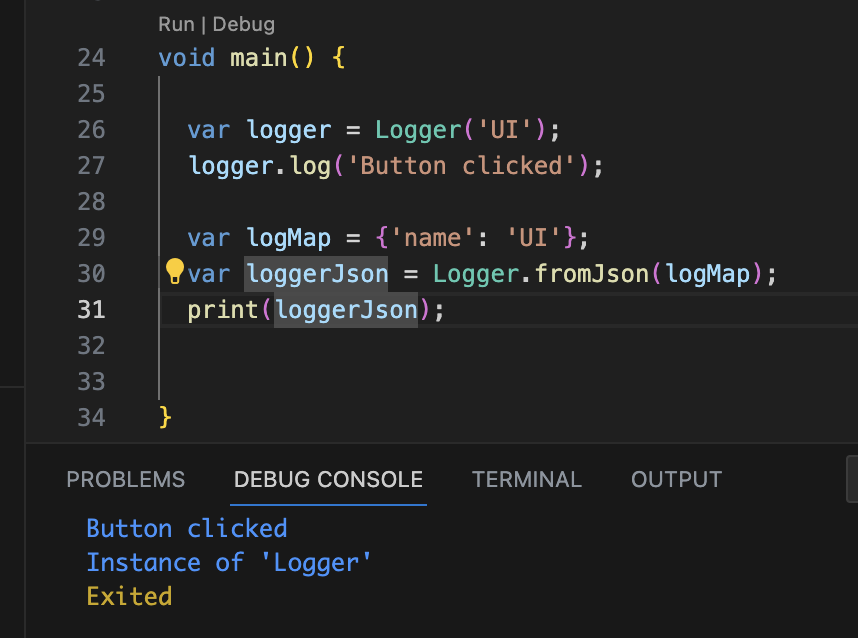 Run | Debug
24 void main() {
25
26 var logger = Logger('UI');
27 logger.log('Button clicked');
28
29 var logMap = {'name': 'UI'};
30 var loggerJson = Logger.fromJson(logMap);
31 print(loggerJson);
32
33
34 }
PROBLEMS DEBUG CONSOLE TERMINAL OUTPUT
Button clicked
Instance of 'Logger'
Exited